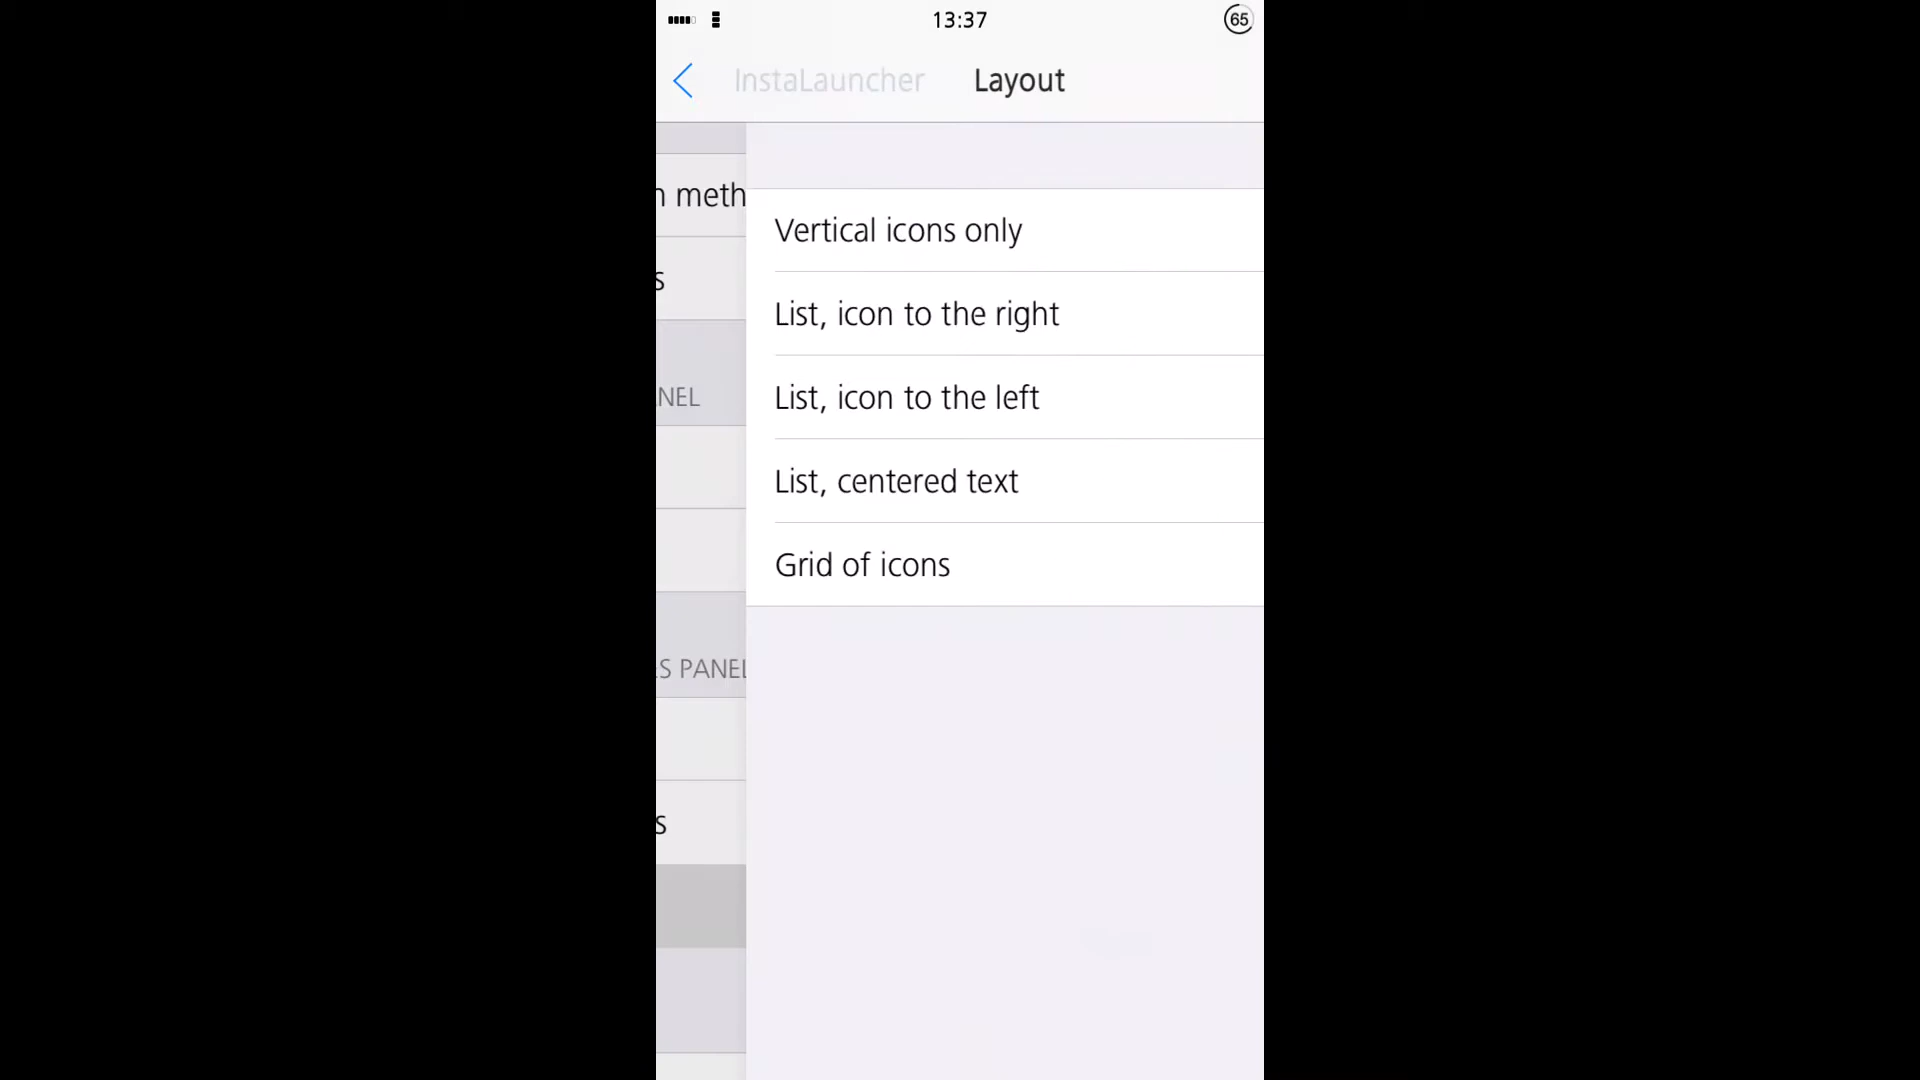 13:37
65
InstaLauncher Layout
meth
s
NEL
S PANEL
s
Vertical icons only
List, icon to the right
List, icon to the left
List, centered text
Grid of icons